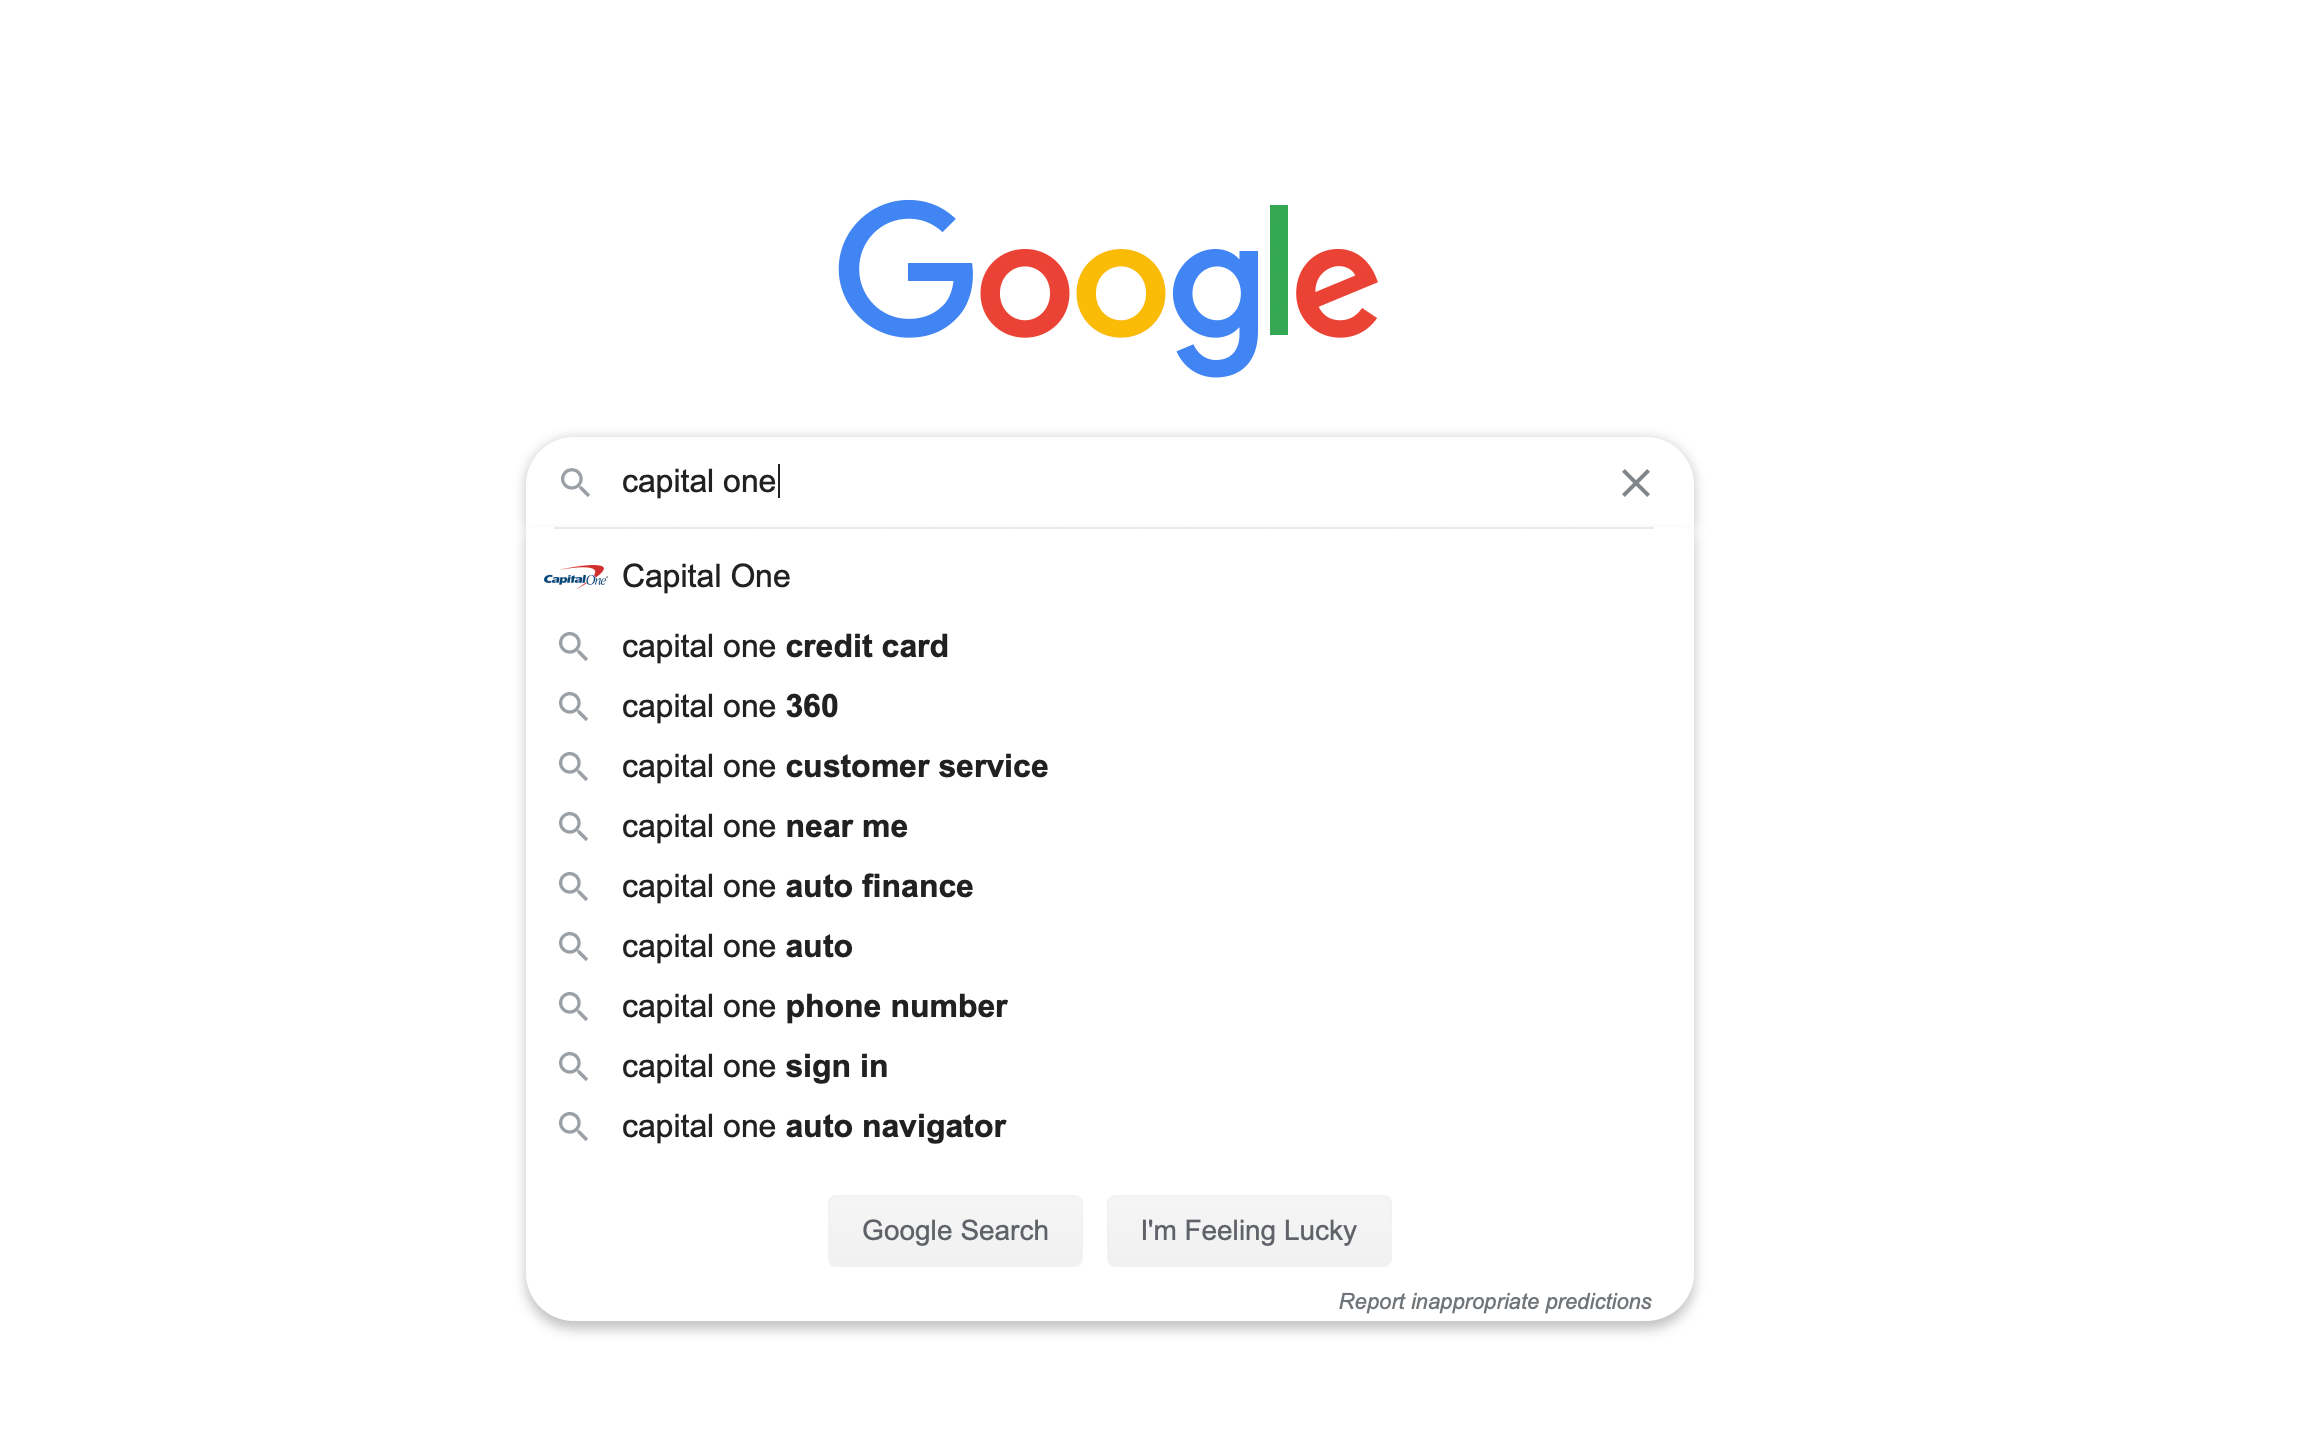 Google
capital one
CapitalOne Capital One
capital one credit card
capital one 360
capital one customer service
capital one near me
capital one auto finance
capital one auto
capital one phone number
capital one sign in
capital one auto navigator
Google Search I'm Feeling Lucky
Report inappropriate predictions